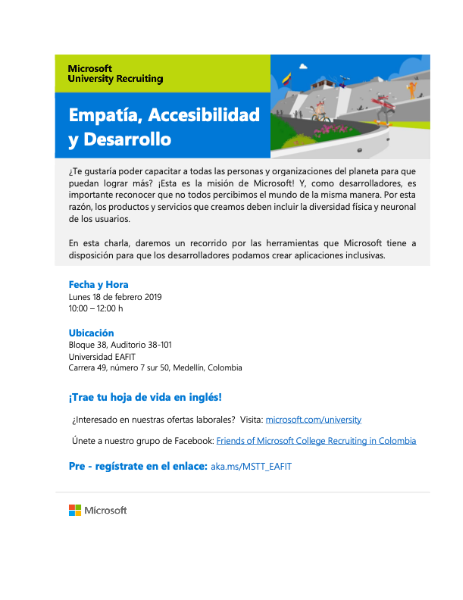 Microsoft
University Recruiting
Empatía, Accesibilidad
y Desarrollo
¿Te gustaría poder capacitar a todas las personas y organizaciones del planeta para que
puedan lograr más? ¡Esta es la misión de Microsoft! Y, como desarrolladores, es
importante reconocer que no todos percibimos el mundo de la misma manera. Por esta
razón, los productos y servicios que creamos deben incluir la diversidad física y neuronal
de los usuarios.
En esta charla, daremos un recorrido por las herramientas que Microsoft tiene a
disposición para que los desarrolladores podamos crear aplicaciones inclusivas.
Fecha y Hora
Lunes 18 de febrero 2019
10:00 – 12:00 h
Ubicación
Bloque 38, Auditorio 38-101
Universidad EAFIT
Carrera 49, número 7 sur 50, Medellín, Colombia
¡Trae tu hoja de vida en inglés!
¿Interesado en nuestras ofertas laborales? Visita: microsoft.com/university
Únete a nuestro grupo de Facebook: Friends of Microsoft College Recruiting in Colombia
Pre - regístrate en el enlace: aka.ms/MSTT_EAFIT
Microsoft